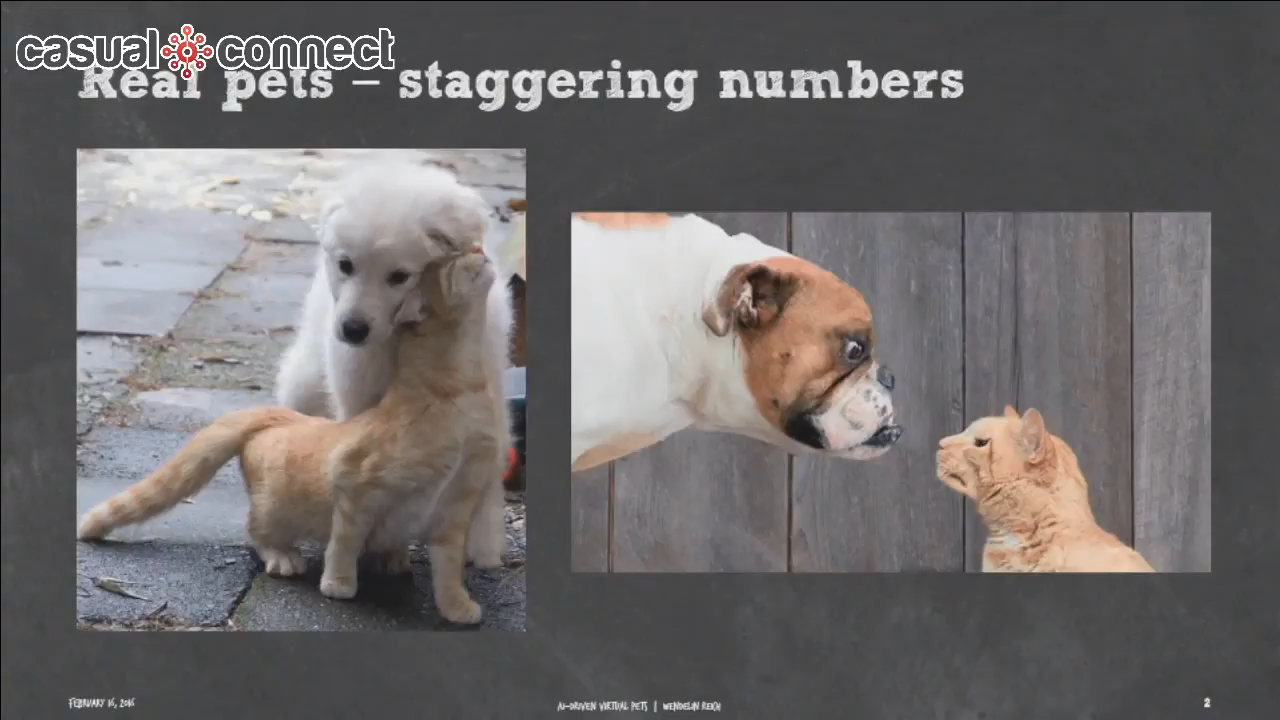 casual connect
Real pets – staggering numbers
FEBRUARY 16, 2016
AI-DRIVEN VIRTUAL PETS | WENDELIN REICH
2